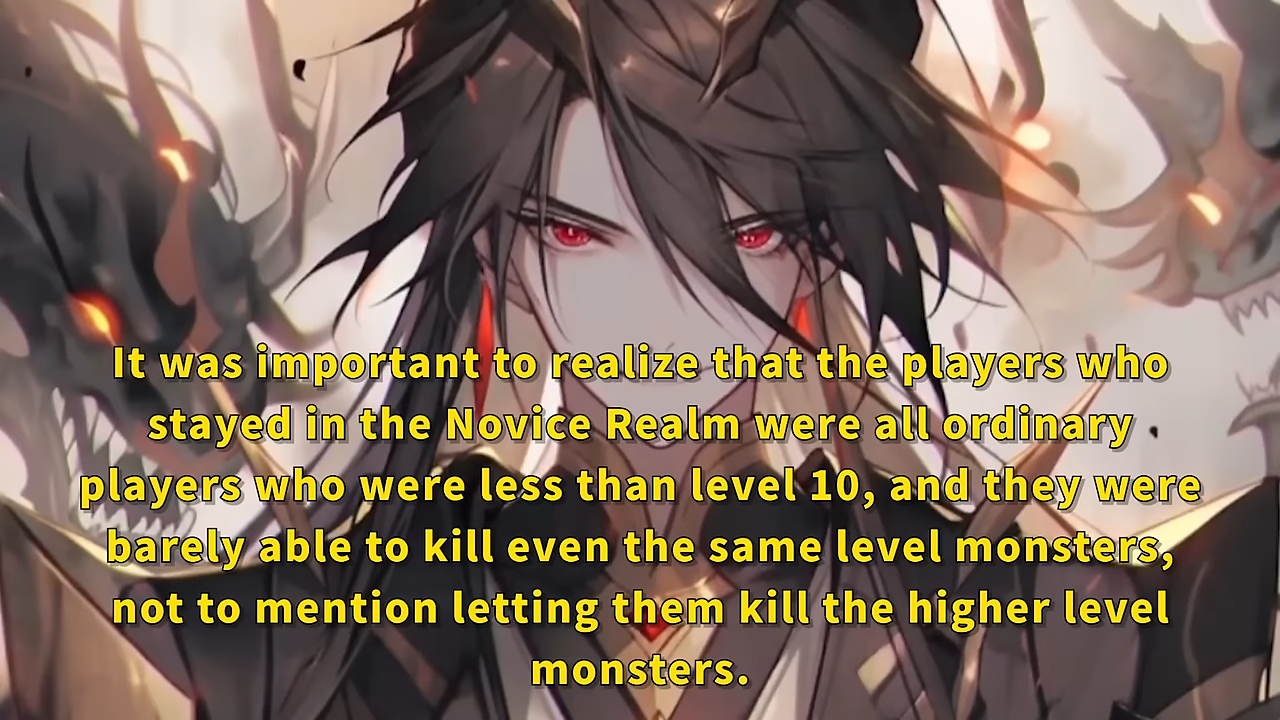 It was important to realize that the players who
stayed in the Novice Realm were all ordinary
players who were less than level 10, and they were
barely able to kill even the same level monsters,
not to mention letting them kill the higher level
monsters.